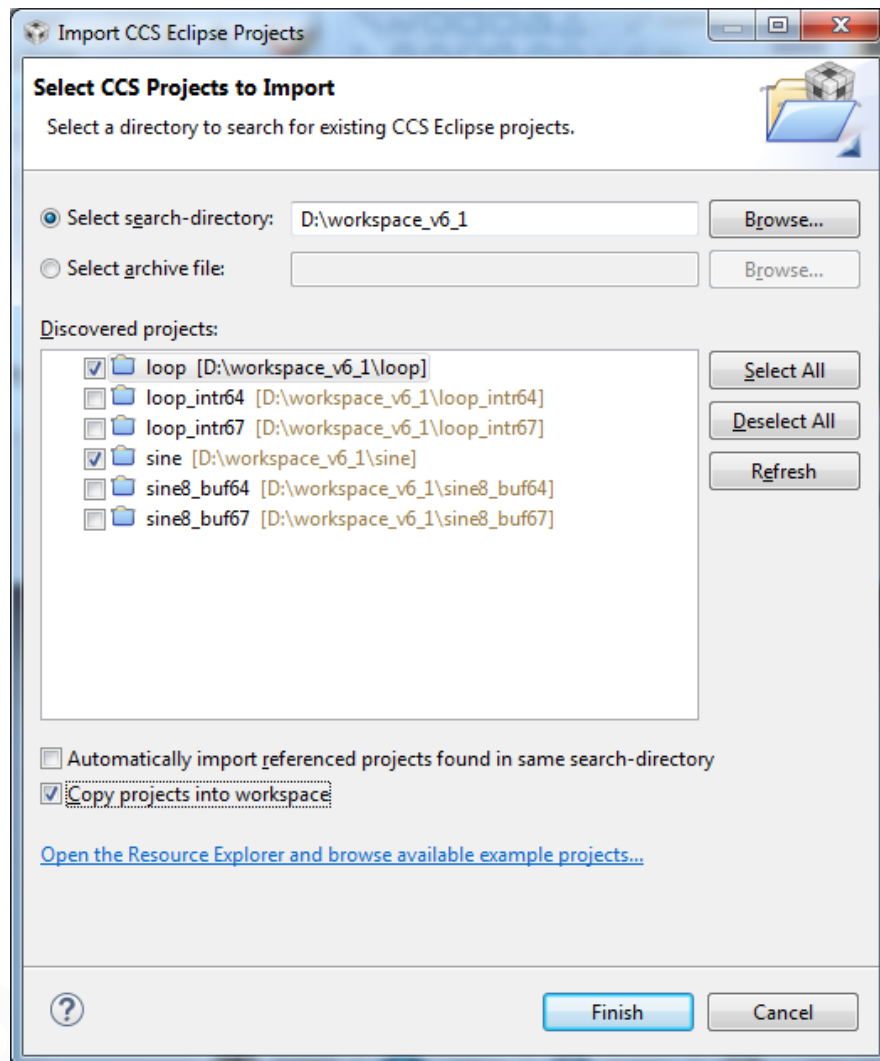 Import CCS Eclipse Projects
Select CCS Projects to Import
Select a directory to search for existing CCS Eclipse projects.
Select search-directory: D:\workspace_v6_1 Browse...
Select archive file: Browse...
Discovered projects:
loop [D:\workspace_v6_1\loop] Select All
loop_intr64 [D:\workspace_v6_1\loop_intr64]
loop_intr67 [D:\workspace_v6_1\loop_intr67] Deselect All
sine [D:\workspace_v6_1\sine] Refresh
sine8_buf64 [D:\workspace_v6_1\sine8_buf64]
sine8_buf67 [D:\workspace_v6_1\sine8_buf67]
Automatically import referenced projects found in same search-directory
Copy projects into workspace
Open the Resource Explorer and browse available example projects...
? Finish Cancel